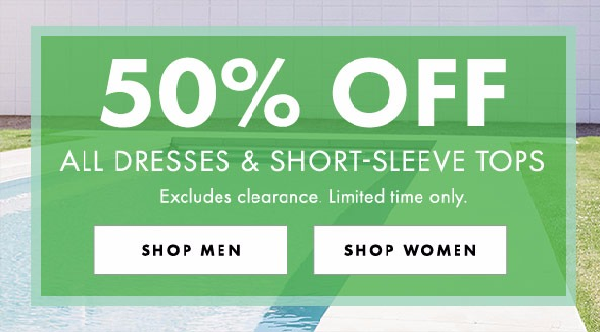 50% OFF
ALL DRESSES & SHORT-SLEEVE TOPS
Excludes clearance. Limited time only.
SHOP MEN SHOP WOMEN